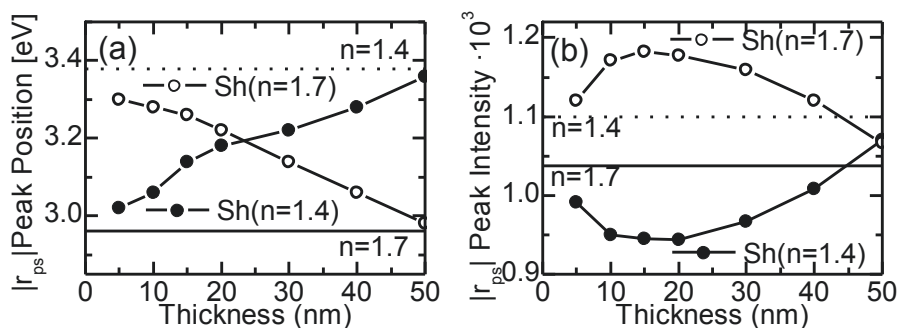 (a)
n=1.4
Sh(n=1.7)
Sh(n=1.4)
n=1.7
3.4
3.2
3.0
|r_ps|Peak Position [eV]
0 10 20 30 40 50
Thickness (nm)
(b)
Sh(n=1.7)
n=1.4
n=1.7
Sh(n=1.4)
1.2
1.1
1.0
0.9
|r_ps| Peak Intensity ·10³
0 10 20 30 40 50
Thickness (nm)